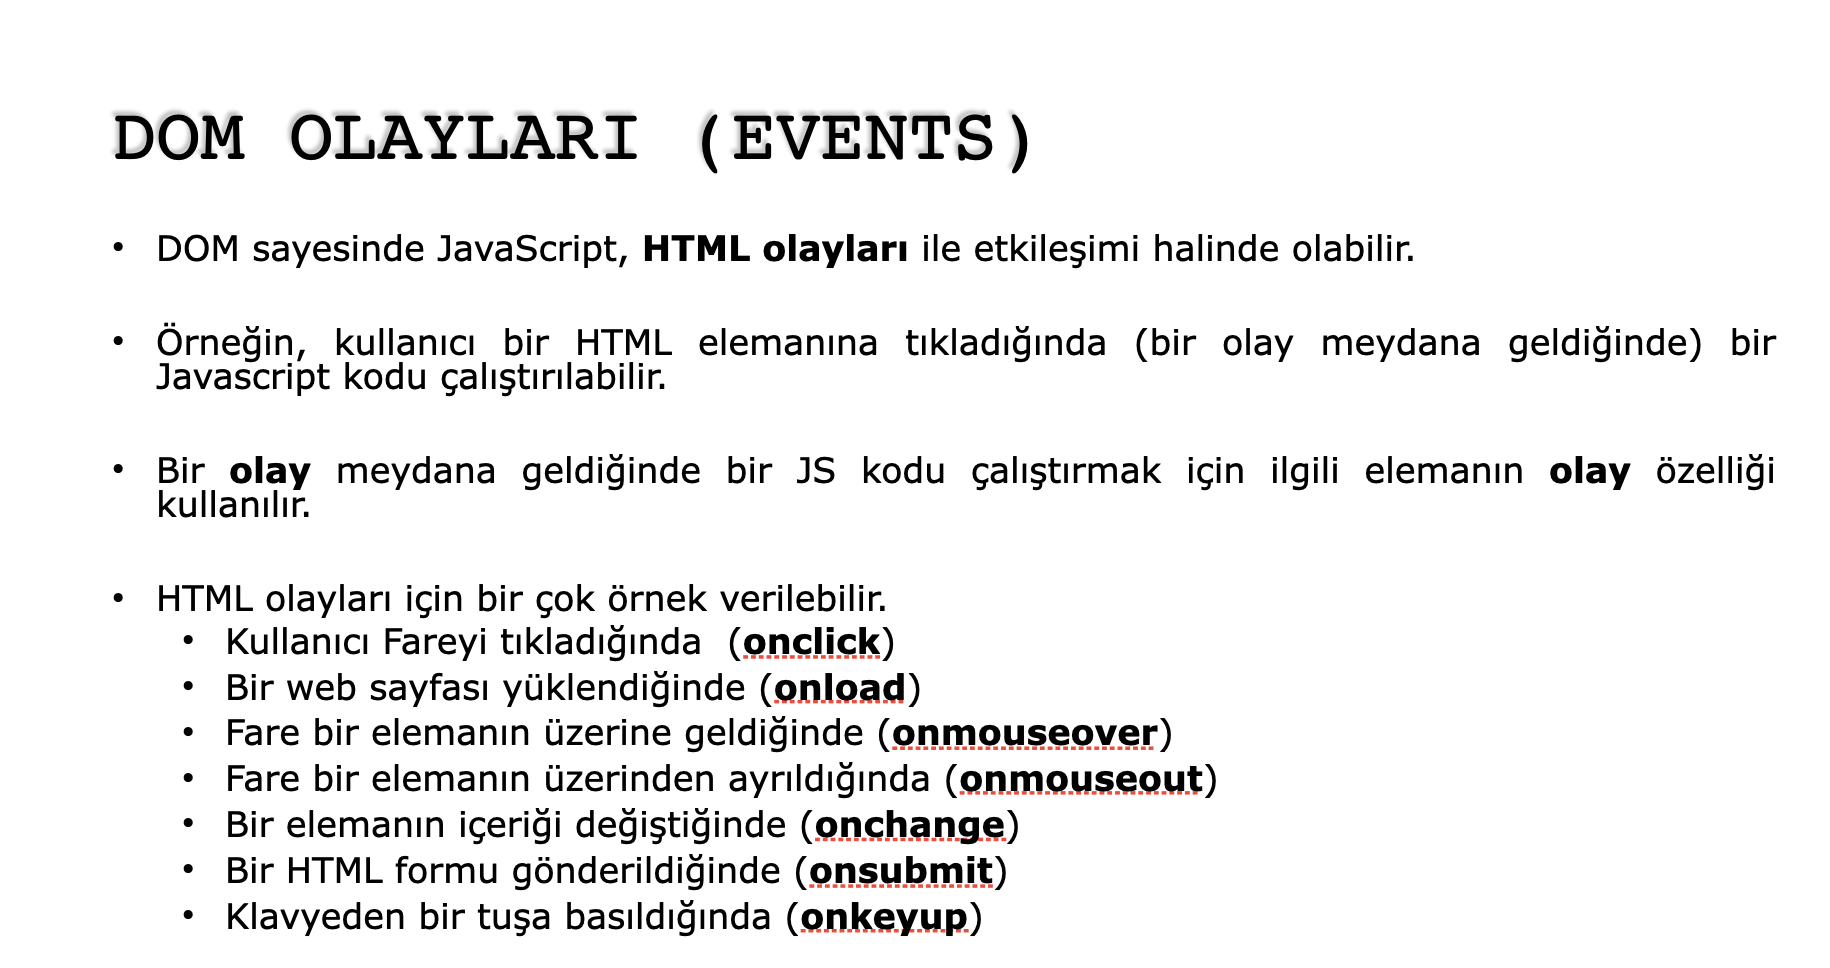 DOM OLAYLARI (EVENTS)
• DOM sayesinde JavaScript, HTML olayları ile etkileşimi halinde olabilir.
• Örneğin, kullanıcı bir HTML elemanına tıkladığında (bir olay meydana geldiğinde) bir
Javascript kodu çalıştırılabilir.
• Bir olay meydana geldiğinde bir JS kodu çalıştırmak için ilgili elemanın olay özelliği
kullanılır.
• HTML olayları için bir çok örnek verilebilir.
• Kullanıcı Fareyi tıkladığında (onclick)
• Bir web sayfası yüklendiğinde (onload)
• Fare bir elemanın üzerine geldiğinde (onmouseover)
• Fare bir elemanın üzerinden ayrıldığında (onmouseout)
• Bir elemanın içeriği değiştiğinde (onchange)
• Bir HTML formu gönderildiğinde (onsubmit)
• Klavyeden bir tuşa basıldığında (onkeyup)